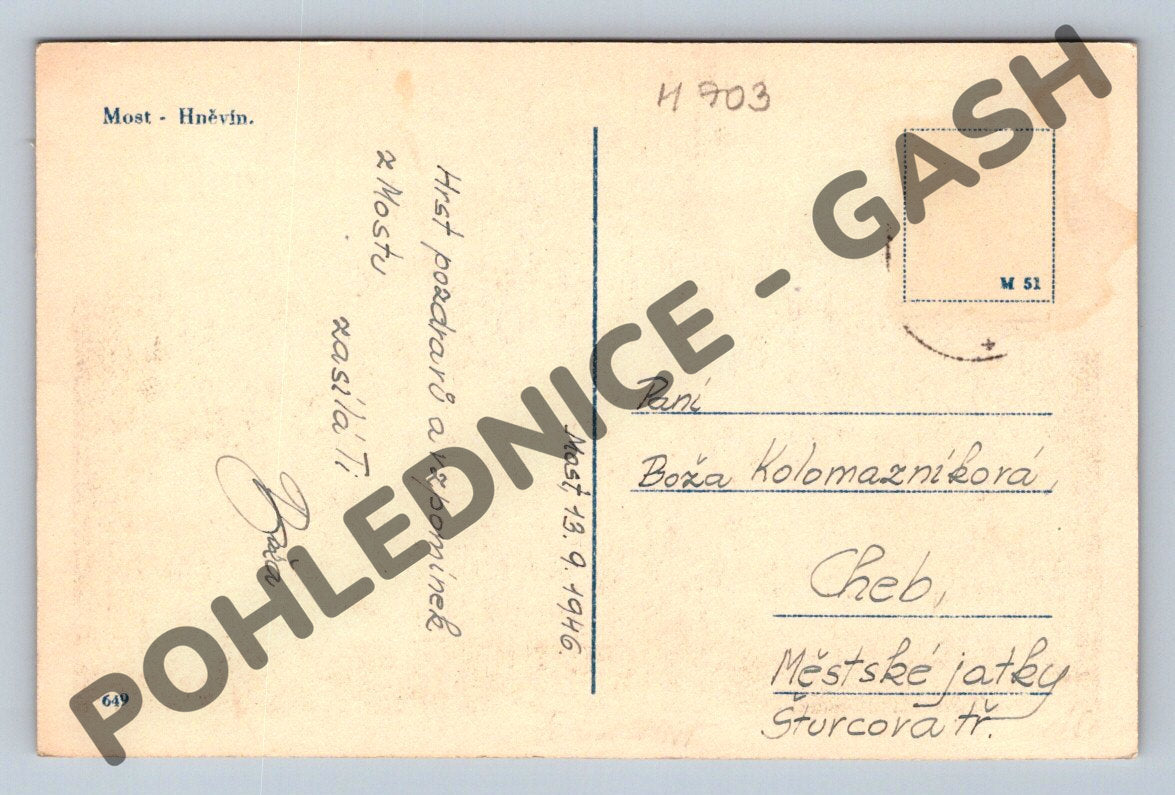 Most - Hněvín.
H 703
M 51
Most, 13. 9. 1946.
Hrst pozdravů a vzpomínek
z Mostu
zasílá Ti
Paní
Boža Kolomazníková,
Cheb,
Městské jatky
Šturcova tř.
649
POHLEDNICE - GASH